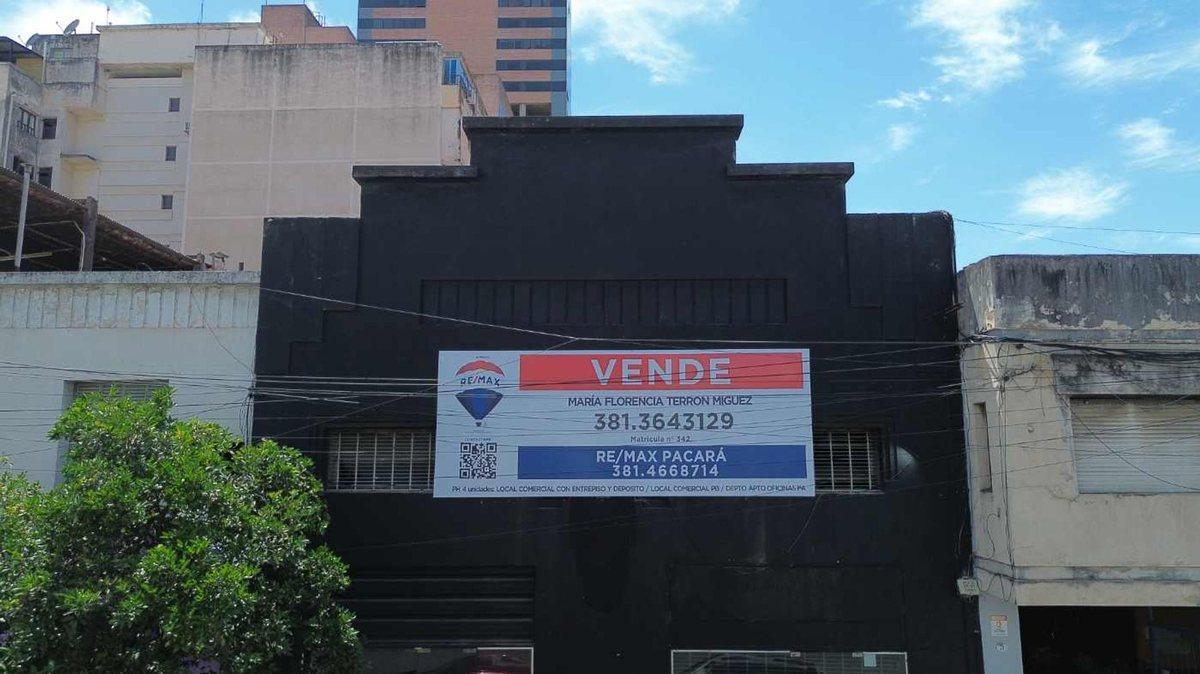 RE/MAX
VENDE
MARÍA FLORENCIA TERRON MIGUEZ
381.3643129
Matrícula n° 342
RE/MAX PACARÁ
381.4668714
PH 4 unidades: LOCAL COMERCIAL CON ENTREPISO Y DEPOSITO / LOCAL COMERCIAL PB / DEPTO APTO OFICINA PA